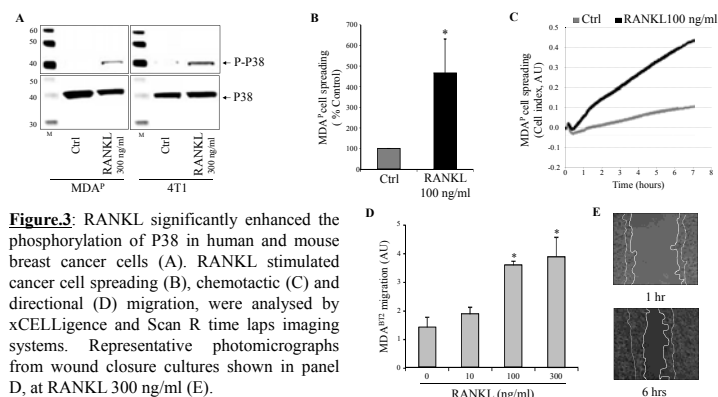 A
60
50
40
P-P38
40
P38
30
M
Ctrl
RANKL
300 ng/ml
M
Ctrl
RANKL
300 ng/ml
MDAᴾ
4T1
B
MDAᴾ cell spreading
( % Control)
700
600
500
400
300
200
100
0
*
Ctrl
RANKL
100 ng/ml
C
Ctrl
RANKL100 ng/ml
MDAᴾ cell spreading
(Cell index, AU)
0.5
0.4
0.3
0.2
0.1
0.0
-0.1
-0.2
0 1 2 3 4 5 6 7 8
Time (hours)
Figure.3: RANKL significantly enhanced the
phosphorylation of P38 in human and mouse
breast cancer cells (A). RANKL stimulated
cancer cell spreading (B), chemotactic (C) and
directional (D) migration, were analysed by
xCELLigence and Scan R time laps imaging
systems. Representative photomicrographs
from wound closure cultures shown in panel
D, at RANKL 300 ng/ml (E).
D
MDAᴮᵀ² migration (AU)
5
4
3
2
1
0
*
*
0 10 100 300
RANKL (ng/ml)
E
1 hr
6 hrs